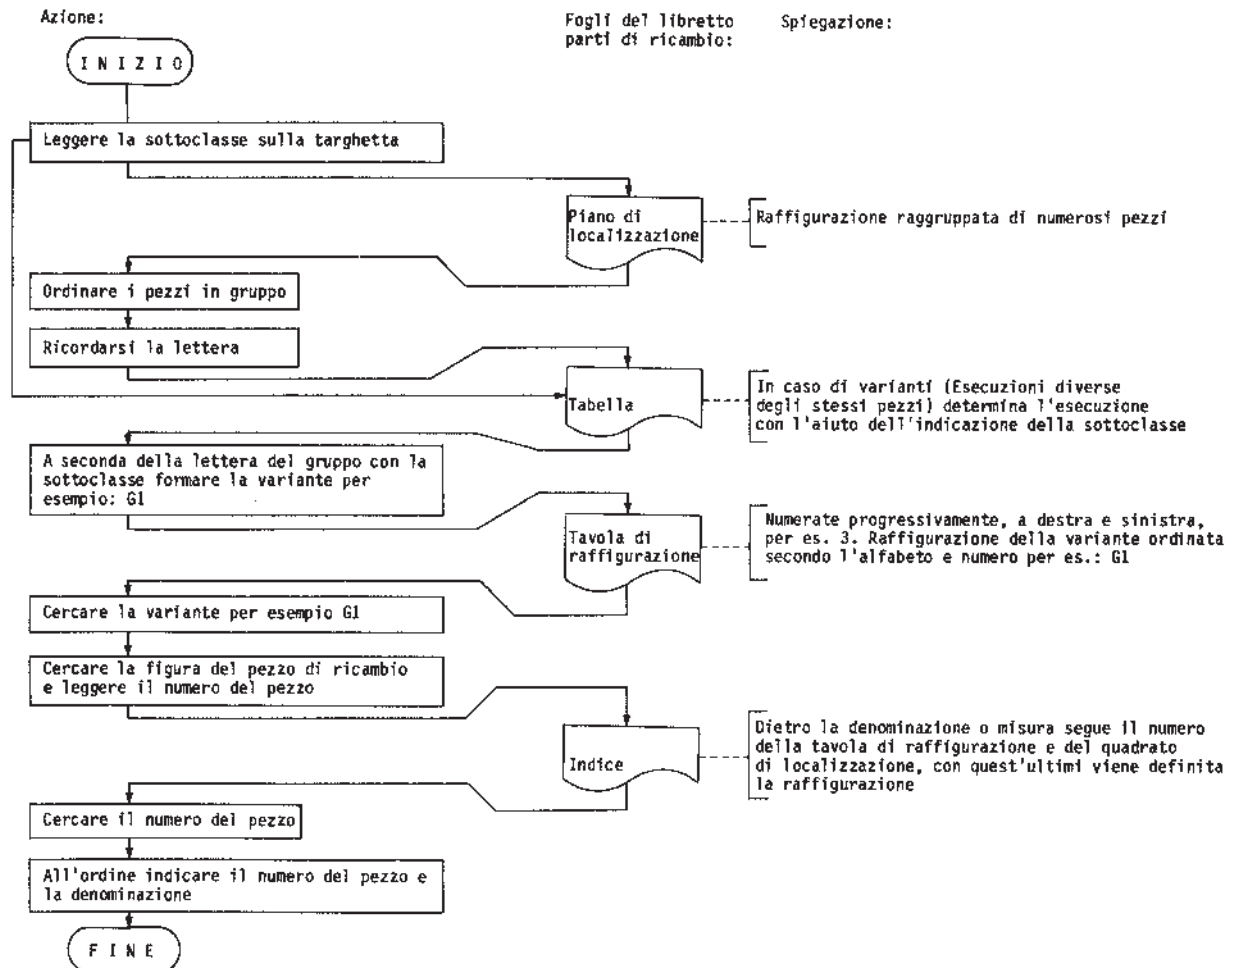 Azione:
Fogli del libretto
parti di ricambio:
Spiegazione:
I N I Z I O
Leggere la sottoclasse sulla targhetta
Piano di
localizzazione
Raffigurazione raggruppata di numerosi pezzi
Ordinare i pezzi in gruppo
Ricordarsi la lettera
Tabella
In caso di varianti (Esecuzioni diverse
degli stessi pezzi) determina l'esecuzione
con l'aiuto dell'indicazione della sottoclasse
A seconda della lettera del gruppo con la
sottoclasse formare la variante per
esempio: G1
Tavola di
raffigurazione
Numerate progressivamente, a destra e sinistra,
per es. 3. Raffigurazione della variante ordinata
secondo l'alfabeto e numero per es.: G1
Cercare la variante per esempio G1
Cercare la figura del pezzo di ricambio
e leggere il numero del pezzo
Indice
Dietro la denominazione o misura segue il numero
della tavola di raffigurazione e del quadrato
di localizzazione, con quest'ultimi viene definita
la raffigurazione
Cercare il numero del pezzo
All'ordine indicare il numero del pezzo e
la denominazione
F I N E